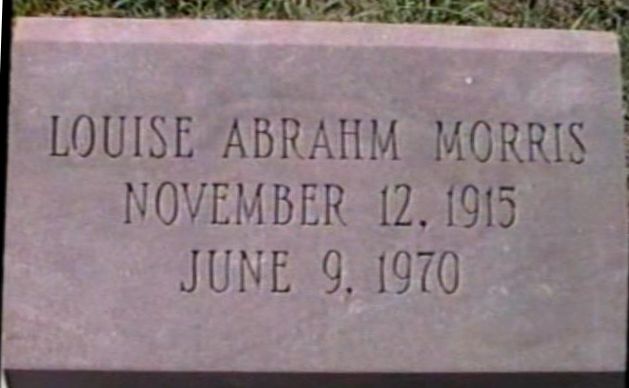 LOUISE ABRAHM MORRIS
NOVEMBER 12, 1915
JUNE 9, 1970